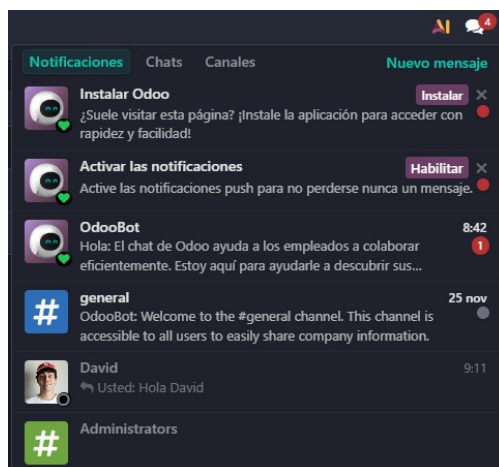 AI 4
Notificaciones Chats Canales Nuevo mensaje
Instalar Odoo Instalar
¿Suele visitar esta página? ¡Instale la aplicación para acceder con
rapidez y facilidad!
Activar las notificaciones Habilitar
Active las notificaciones push para no perderse nunca un mensaje.
OdooBot 8:42
Hola: El chat de Odoo ayuda a los empleados a colaborar 1
eficientemente. Estoy aquí para ayudarle a descubrir sus...
# general 25 nov
OdooBot: Welcome to the #general channel. This channel is
accessible to all users to easily share company information.
David 9:11
Usted: Hola David
# Administrators